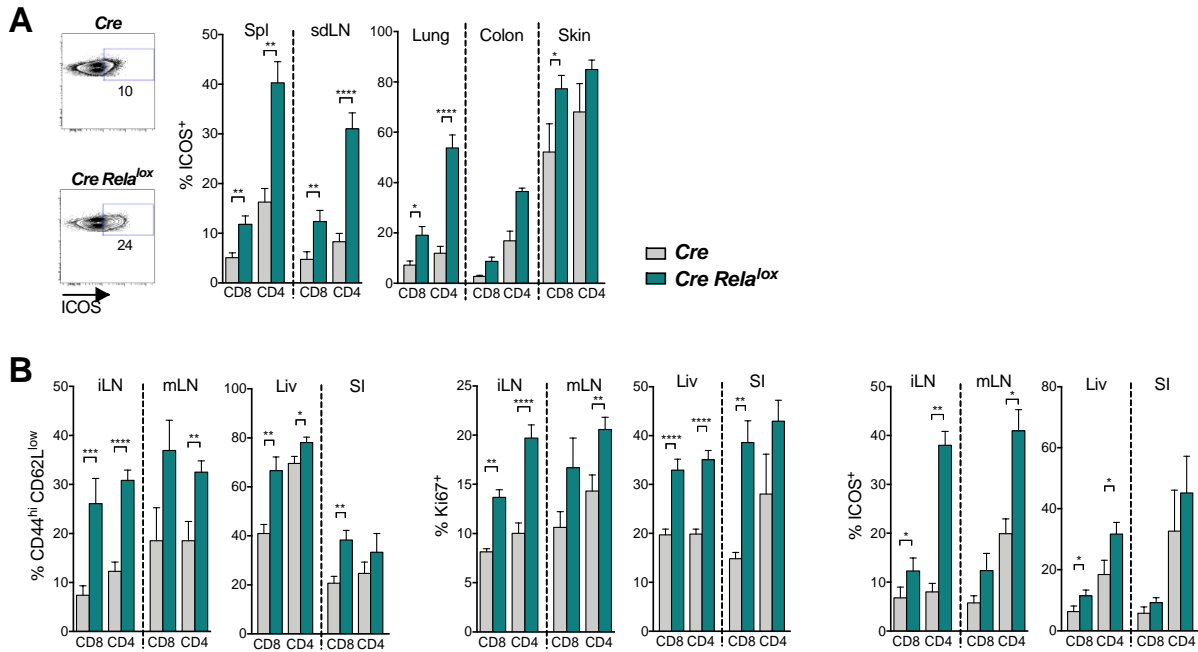 A
Cre
10
Cre Rela^lox
24
ICOS
% ICOS+
50
40
30
20
10
0
Spl sdLN
** ** ** ****
CD8 CD4 CD8 CD4
100
80
60
40
20
0
Lung Colon Skin
* **** *
CD8 CD4 CD8 CD4 CD8 CD4
Cre
Cre Rela^lox
B
% CD44^hi CD62L^low
50
40
30
20
10
0
iLN mLN
*** **** **
CD8 CD4 CD8 CD4
100
80
60
40
20
0
Liv SI
** * **
CD8 CD4 CD8 CD4
% Ki67+
25
20
15
10
5
0
iLN mLN
** **** **
CD8 CD4 CD8 CD4
50
40
30
20
10
0
Liv SI
**** **** **
CD8 CD4 CD8 CD4
% ICOS+
50
40
30
20
10
0
iLN mLN
* ** *
CD8 CD4 CD8 CD4
80
60
40
20
0
Liv SI
* *
CD8 CD4 CD8 CD4